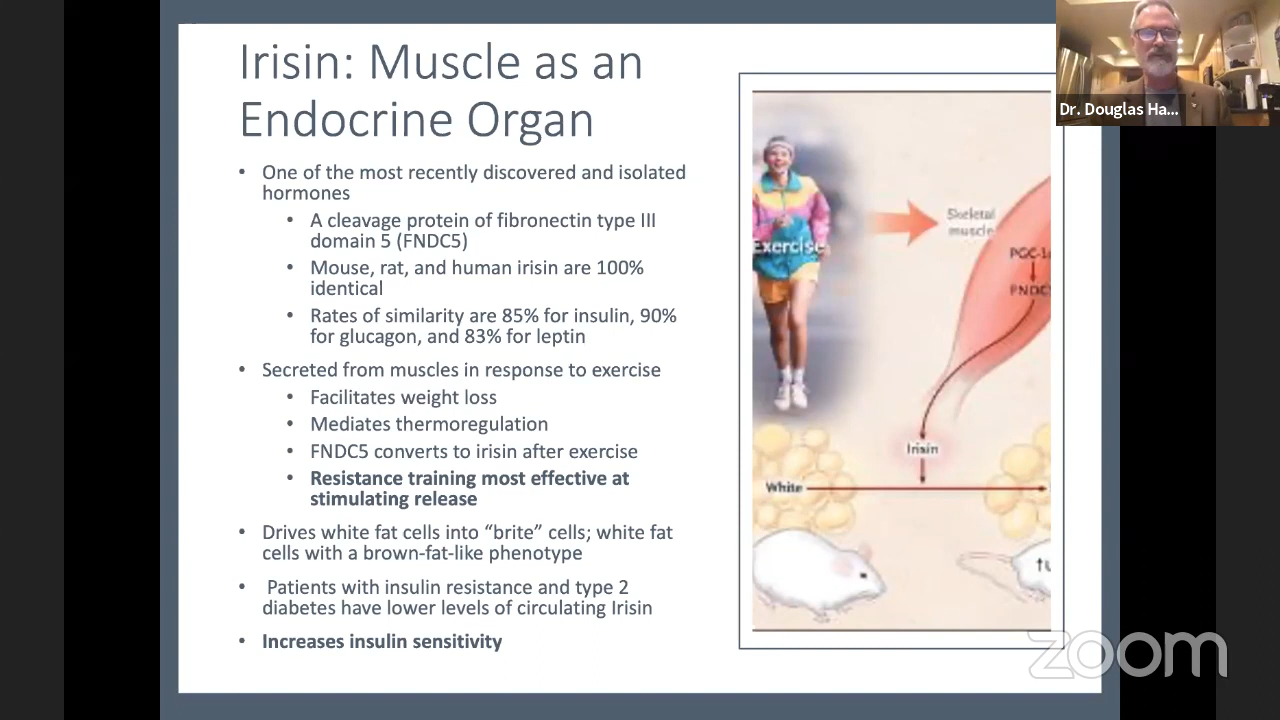 Irisin: Muscle as an
Endocrine Organ
• One of the most recently discovered and isolated
hormones
• A cleavage protein of fibronectin type III
domain 5 (FNDC5)
• Mouse, rat, and human irisin are 100%
identical
• Rates of similarity are 85% for insulin, 90%
for glucagon, and 83% for leptin
• Secreted from muscles in response to exercise
• Facilitates weight loss
• Mediates thermoregulation
• FNDC5 converts to irisin after exercise
• Resistance training most effective at
stimulating release
• Drives white fat cells into “brite” cells; white fat
cells with a brown-fat-like phenotype
• Patients with insulin resistance and type 2
diabetes have lower levels of circulating Irisin
• Increases insulin sensitivity
Exercise
Skeletal
muscle
PGC-1
FNDC
Irisin
White
Dr. Douglas Ha...
zoom